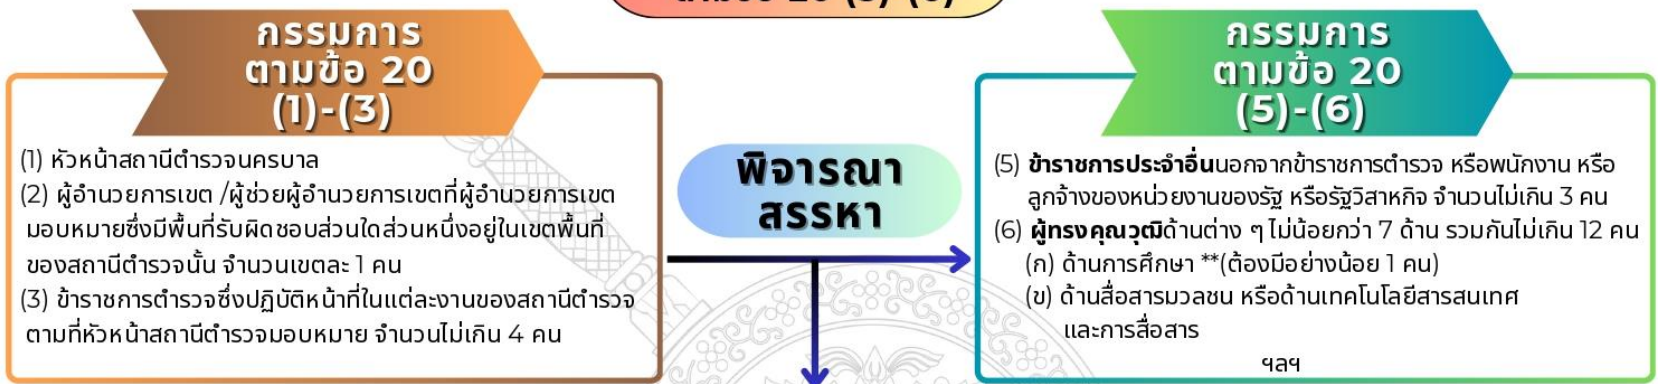 กรรมการ
ตามข้อ 20
(1)-(3)
(1) หัวหน้าสถานีตำรวจนครบาล
(2) ผู้อำนวยการเขต /ผู้ช่วยผู้อำนวยการเขตที่ผู้อำนวยการเขต
มอบหมายซึ่งมีพื้นที่รับผิดชอบส่วนใดส่วนหนึ่งอยู่ในเขตพื้นที่
ของสถานีตำรวจนั้น จำนวนเขตละ 1 คน
(3) ข้าราชการตำรวจซึ่งปฏิบัติหน้าที่ในแต่ละงานของสถานีตำรวจ
ตามที่หัวหน้าสถานีตำรวจมอบหมาย จำนวนไม่เกิน 4 คน
พิจารณา
สรรหา
กรรมการ
ตามข้อ 20
(5)-(6)
(5) ข้าราชการประจำอื่นนอกจากข้าราชการตำรวจ หรือพนักงาน หรือ
ลูกจ้างของหน่วยงานของรัฐ หรือรัฐวิสาหกิจ จำนวนไม่เกิน 3 คน
(6) ผู้ทรงคุณวุฒิด้านต่าง ๆ ไม่น้อยกว่า 7 ด้าน รวมกันไม่เกิน 12 คน
(ก) ด้านการศึกษา **(ต้องมีอย่างน้อย 1 คน)
(ข) ด้านสื่อสารมวลชน หรือด้านเทคโนโลยีสารสนเทศ
และการสื่อสาร
ฯลฯ